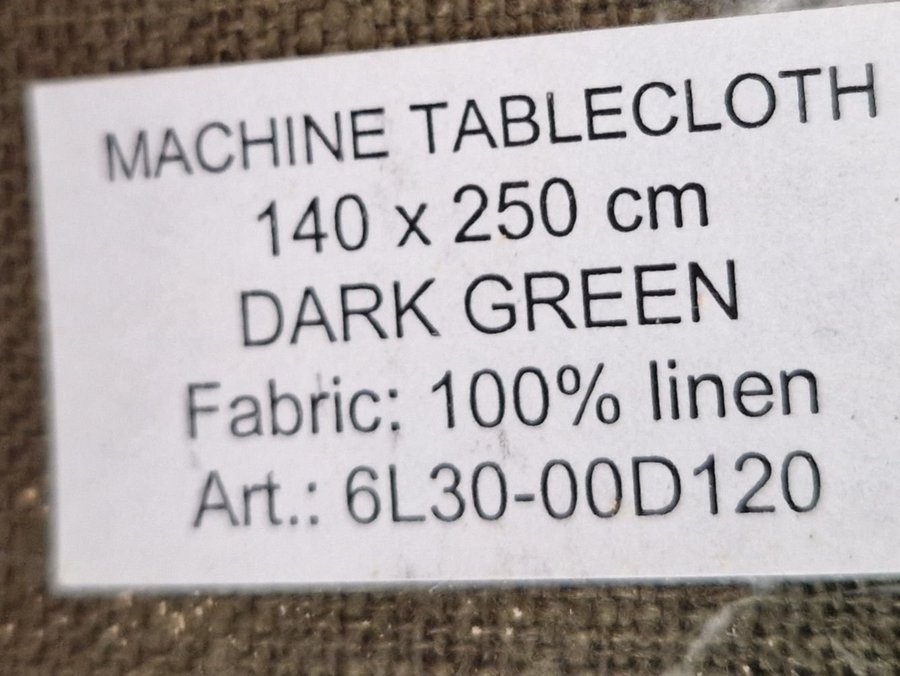 MACHINE TABLECLOTH
140 x 250 cm
DARK GREEN
Fabric: 100% linen
Art.: 6L30-00D120